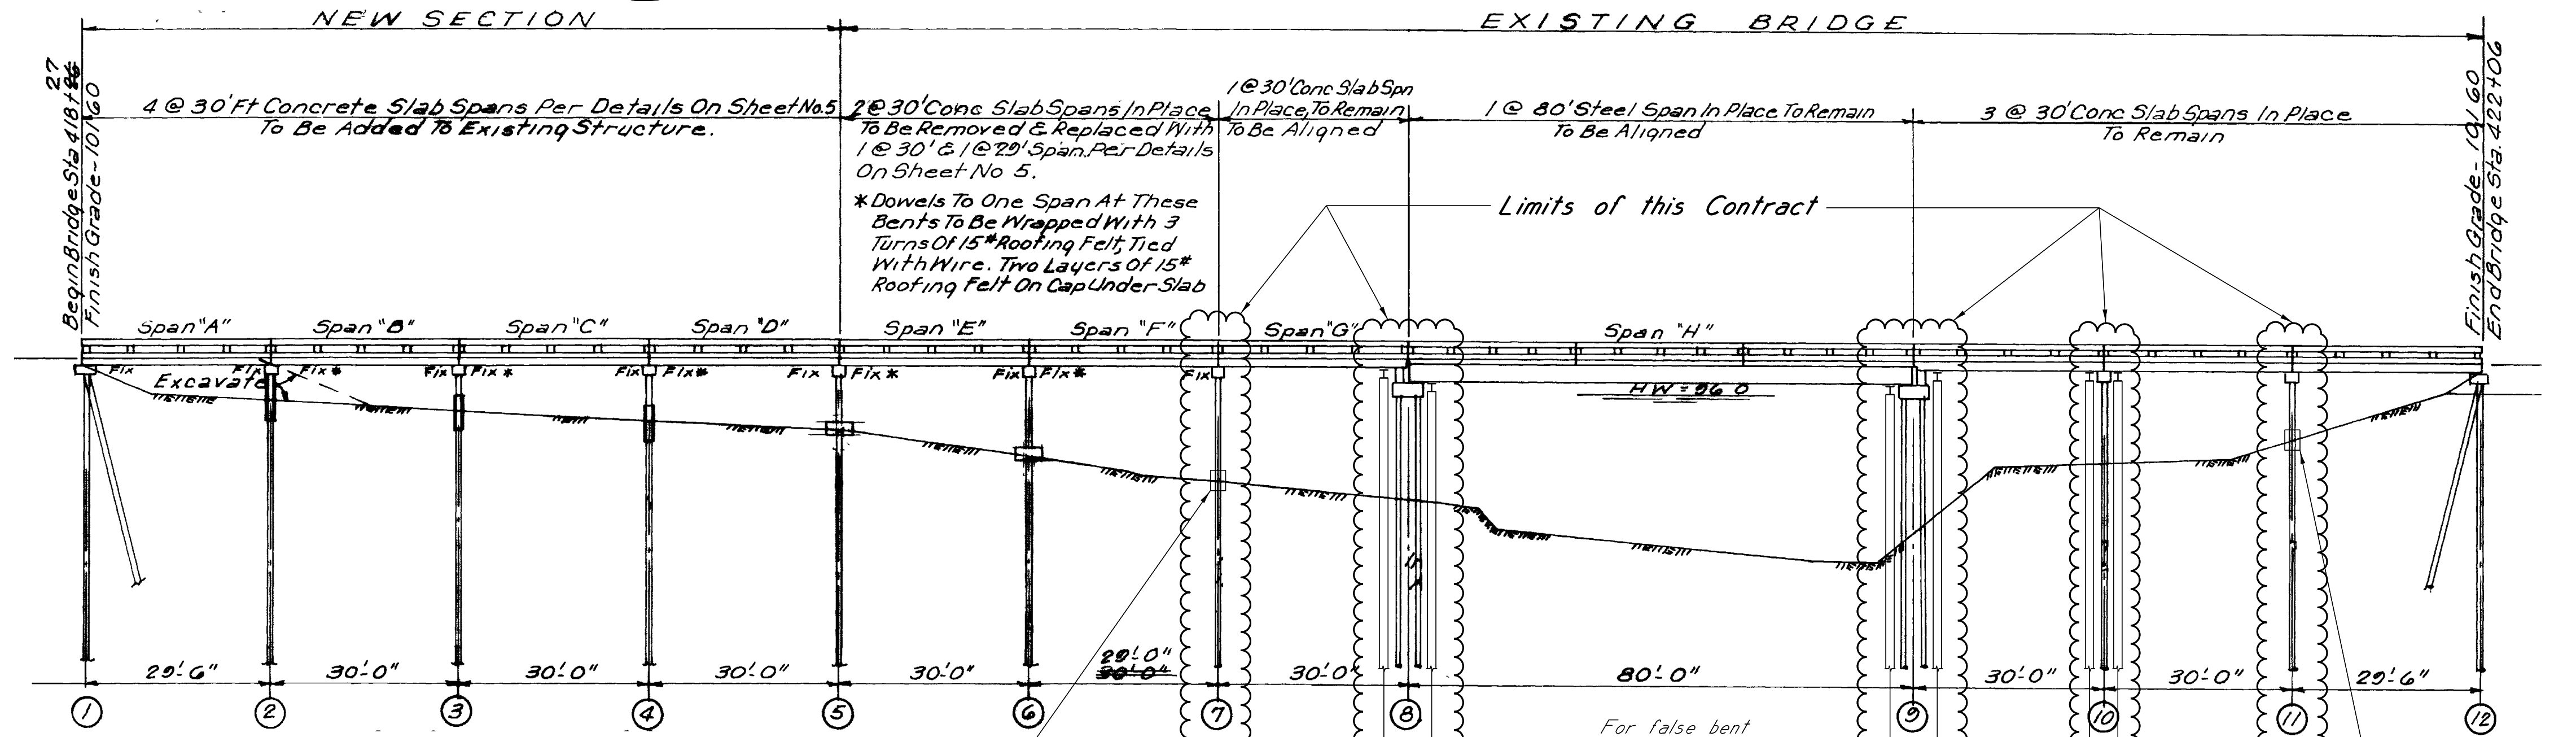 NEW SECTION
EXISTING BRIDGE
27
Begin Bridge Sta 418+26
Finish Grade-101.60
4 @ 30' Ft Concrete Slab Spans Per Details On Sheet No.5
To Be Added To Existing Structure.
2 @ 30' Conc Slab Spans In Place
To Be Removed & Replaced With
1 @ 30' & 1 @ 29' Span. Per Details
On Sheet No 5.
* Dowels To One Span At These
Bents To Be Wrapped With 3
Turns Of 15# Roofing Felt, Tied
With Wire. Two Layers Of 15#
Roofing Felt On Cap Under Slab
1 @ 30' Conc Slab Spn
In Place, To Remain
To Be Aligned
1 @ 80' Steel Span In Place To Remain
To Be Aligned
3 @ 30' Conc Slab Spans In Place
To Remain
Finish Grade-101.60
End Bridge Sta. 422+06
Limits of this Contract
Span "A"
Span "B"
Span "C"
Span "D"
Span "E"
Span "F"
Span "G"
Span "H"
Fix
Fix
Fix*
Fix
Fix*
Fix
Fix*
Fix
Fix*
Fix
Fix*
Fix
Excavate
HW=96.0
29'-6"
30'-0"
30'-0"
30'-0"
30'-0"
29'-0"
30'-0"
30'-0"
80'-0"
30'-0"
30'-0"
29'-6"
1
2
3
4
5
6
7
8
9
10
11
12
For false bent